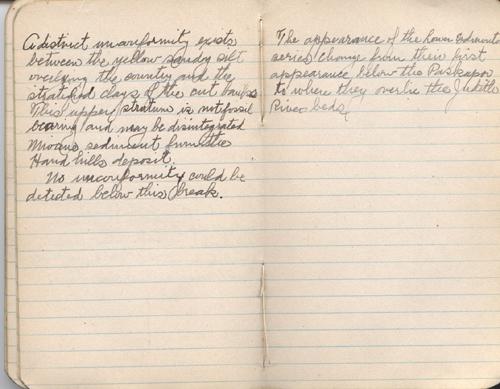 A distinct unconformity exists
between the yellow sandy silt
overlying the country and the
stratified clays of the cut banks
This upper stratum is not fossil
bearing and may be disintegrated
Miocene sediment from the
Hand hills deposit.
No unconformity could be
detected below this break.
The appearance of the Lower Edmonton
series change from their first
appearance below the Paskapoo
to where they overlie the Judith
River beds,